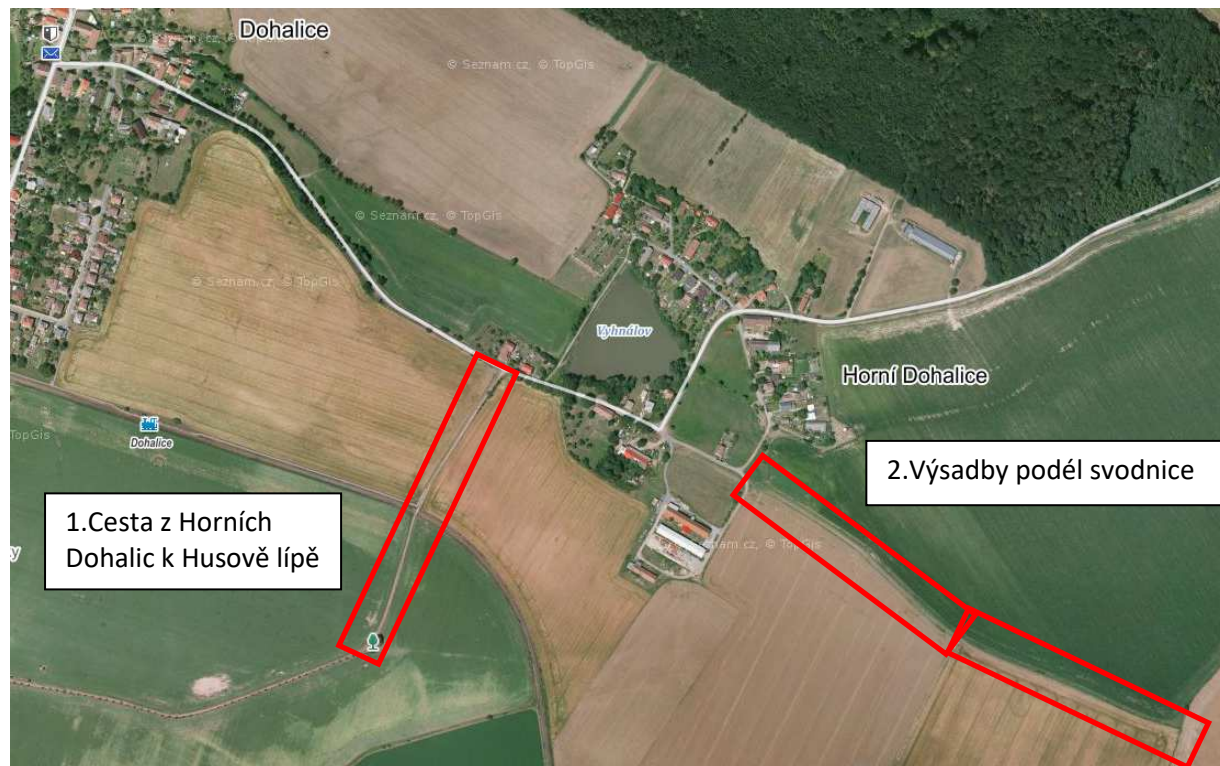 Dohalice
© Seznam.cz, © TopGis
© Seznam.cz, © TopGis
© Seznam.cz, © TopGis
Vyhnálov
Horní Dohalice
Dohalice
TopGis
2.Výsadby podél svodnice
1.Cesta z Horních
Dohalic k Husově lípě
nam.cz, © TopGis